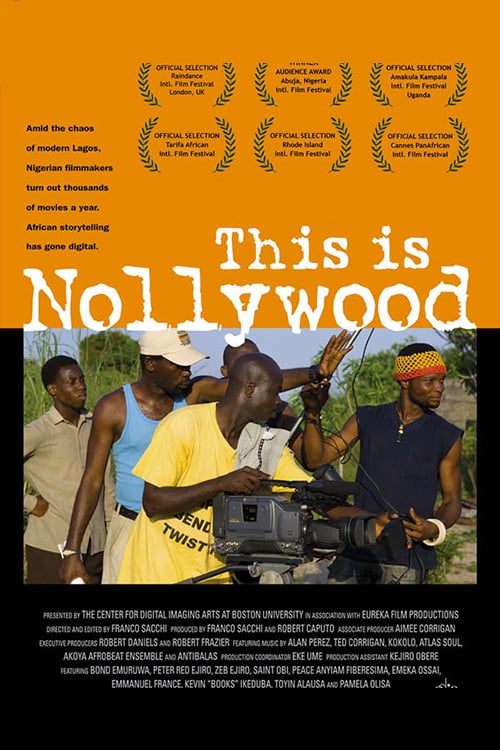 OFFICIAL SELECTION
Raindance
Intl. Film Festival
London, UK
WINNER
AUDIENCE AWARD
Abuja, Nigeria
Intl. Film Festival
OFFICIAL SELECTION
Amakula Kampala
Intl. Film Festival
Uganda
OFFICIAL SELECTION
Tarifa African
Intl. Film Festival
OFFICIAL SELECTION
Rhode Island
Intl. Film Festival
OFFICIAL SELECTION
Cannes PanAfrican
Intl. Film Festival
Amid the chaos
of modern Lagos,
Nigerian filmmakers
turn out thousands
of movies a year.
African storytelling
has gone digital.
This is
Nollywood
BEND
TWIST
PRESENTED BY THE CENTER FOR DIGITAL IMAGING ARTS AT BOSTON UNIVERSITY IN ASSOCIATION WITH EUREKA FILM PRODUCTIONS
DIRECTED AND EDITED BY FRANCO SACCHI PRODUCED BY FRANCO SACCHI AND ROBERT CAPUTO ASSOCIATE PRODUCER AIMEE CORRIGAN
EXECUTIVE PRODUCERS ROBERT DANIELS AND ROBERT FRAZIER FEATURING MUSIC BY ALAN PEREZ, TED CORRIGAN, KOKOLO, ATLAS SOUL,
AKOYA AFROBEAT ENSEMBLE AND ANTIBALAS PRODUCTION COORDINATOR EKE UME PRODUCTION ASSISTANT KEJIRO OBERE
FEATURING BOND EMURUWA, PETER RED EJIRO, ZEB EJIRO, SAINT OBI, PEACE ANYIAM FIBERESIMA, EMEKA OSSAI,
EMMANUEL FRANCE, KEVIN "BOOKS" IKEDUBA, TOYIN ALAUSA AND PAMELA OLISA